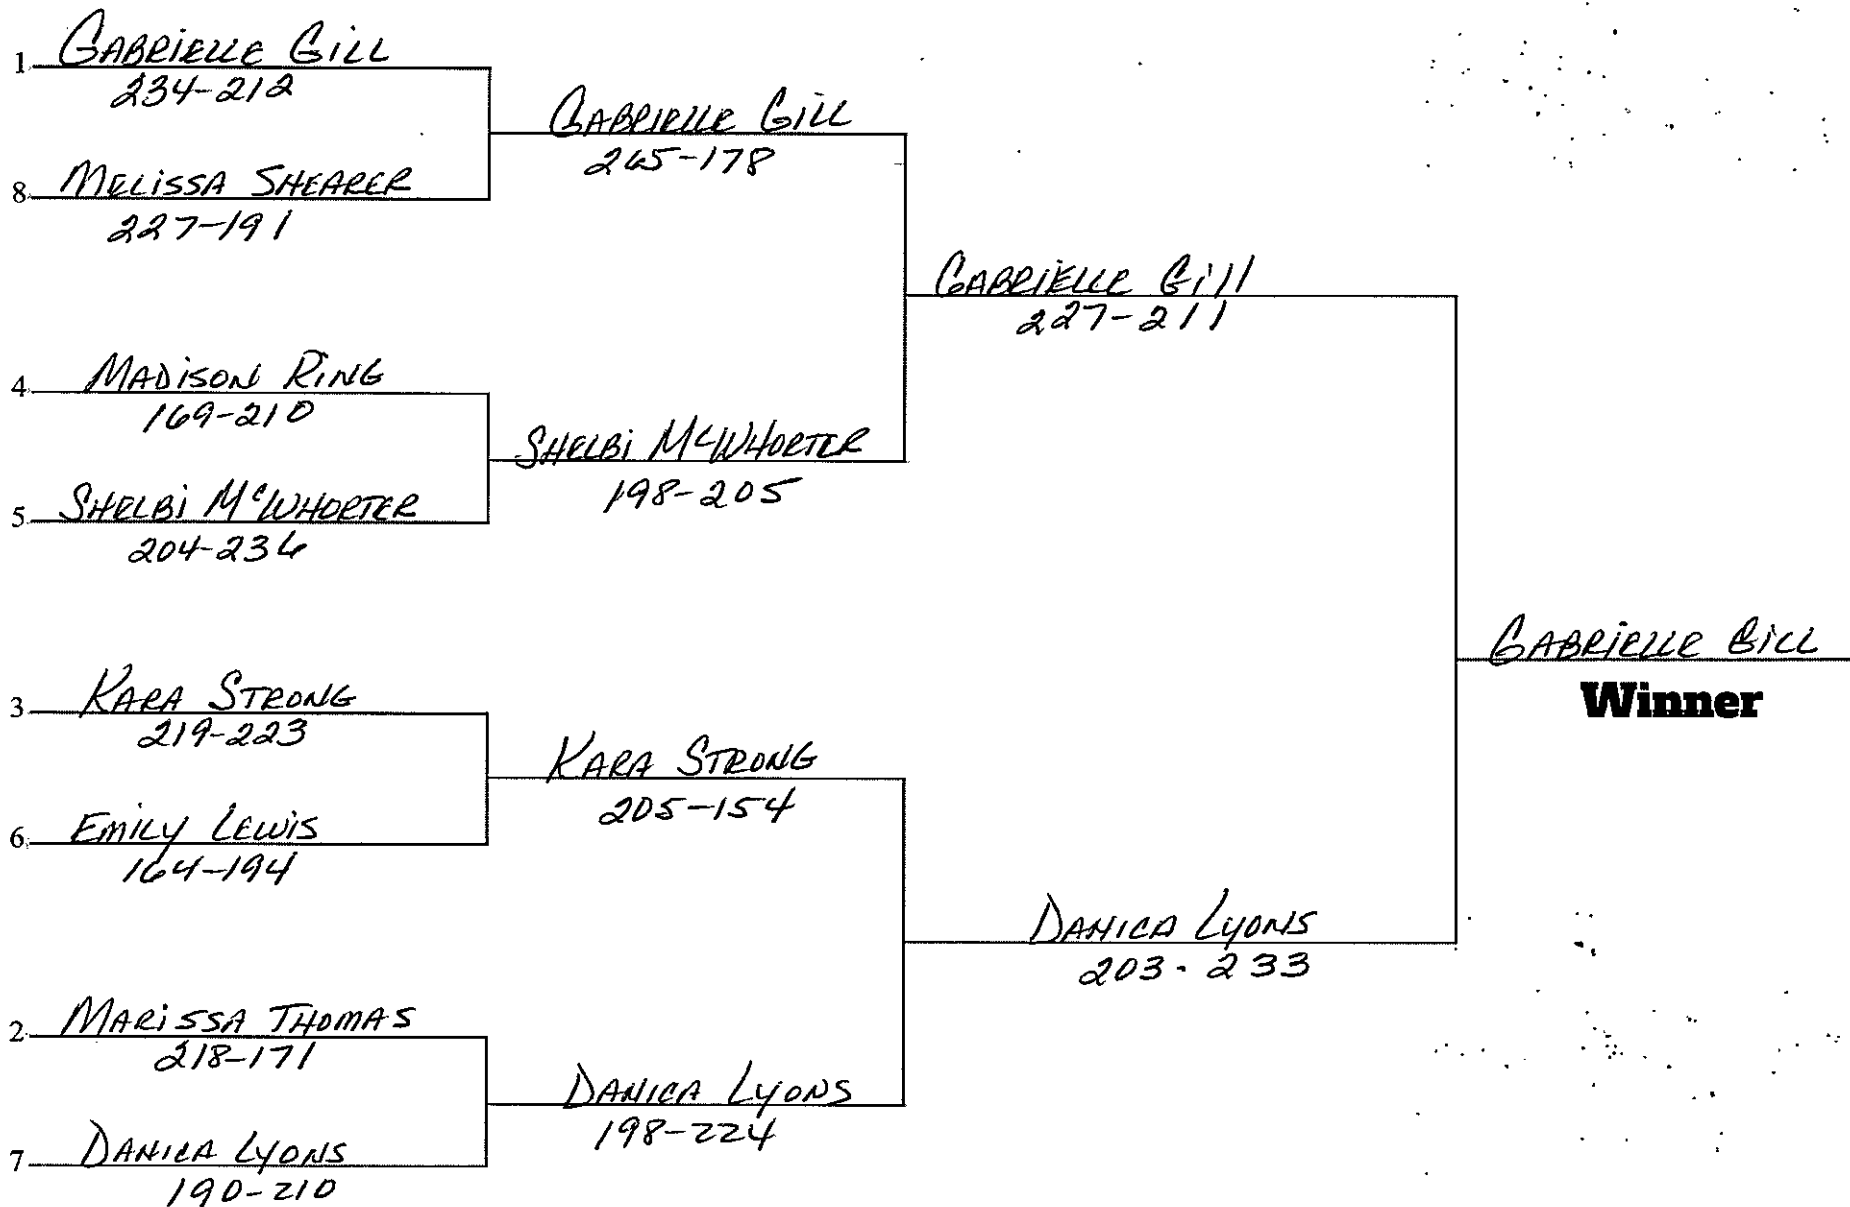 1 GABRIELLE GILL
234-212
8 MELISSA SHEARER
227-191
4 MADISON RING
169-210
5 SHELBI McWHORTER
204-236
3 KARA STRONG
219-223
6 EMILY LEWIS
164-194
2 MARISSA THOMAS
218-171
7 DANICA LYONS
190-210
GABRIELLE GILL
265-178
SHELBI McWHORTER
198-205
KARA STRONG
205-154
DANICA LYONS
198-224
GABRIELLE Gill
227-211
DANICA LYONS
203-233
GABRIELLE GILL
Winner